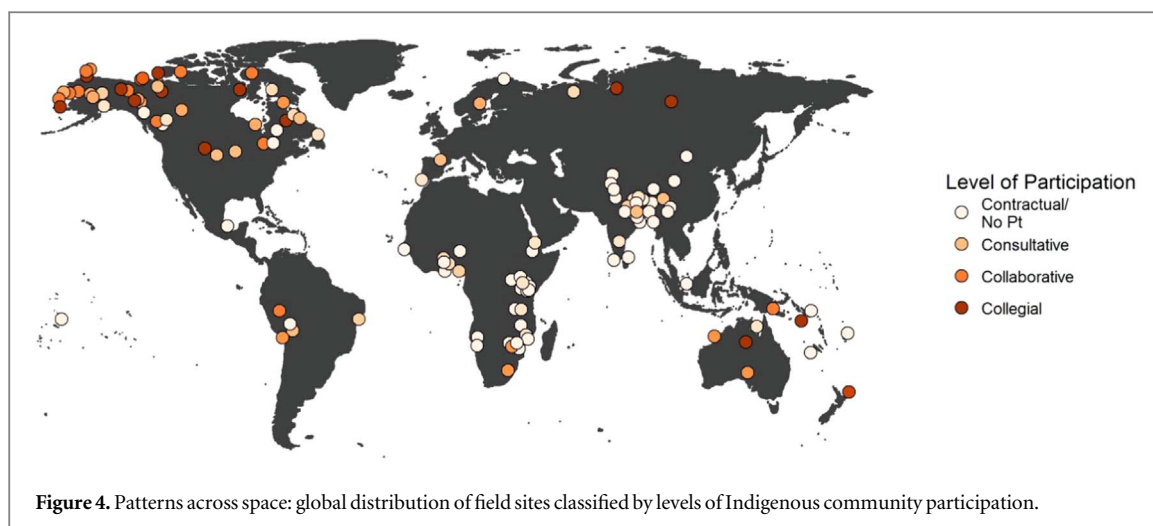 Level of Participation
Contractual/
No Pt
Consultative
Collaborative
Collegial
Figure 4. Patterns across space: global distribution of field sites classified by levels of Indigenous community participation.